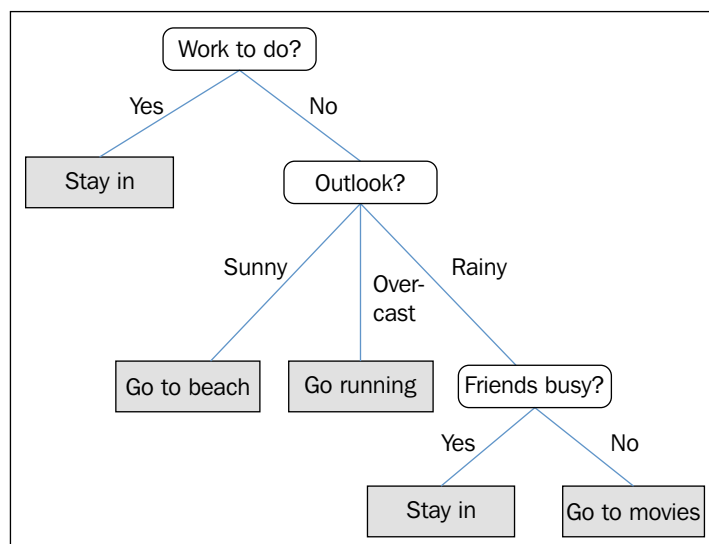 Work to do?
Yes
No
Stay in
Outlook?
Sunny
Over-
cast
Rainy
Go to beach
Go running
Friends busy?
Yes
No
Stay in
Go to movies